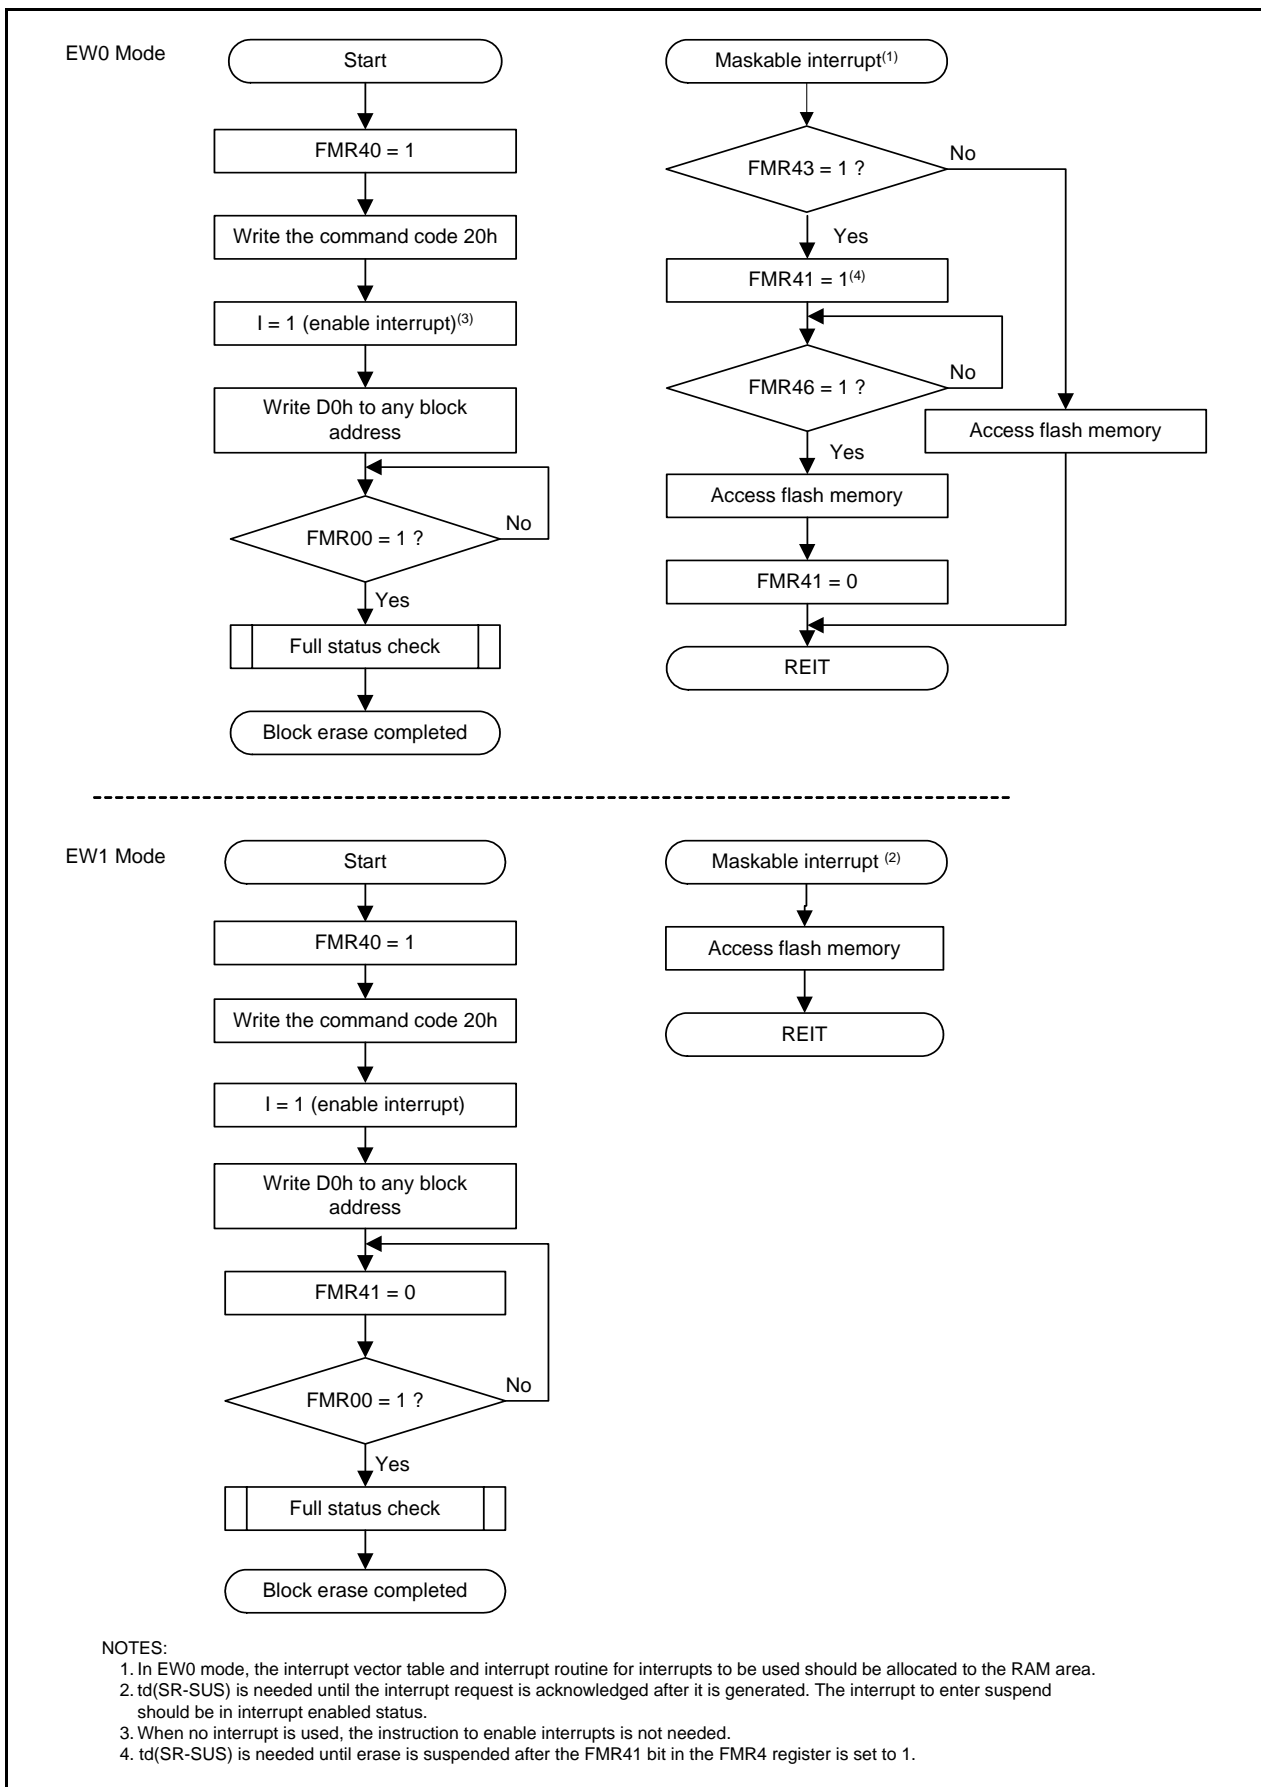 EW0 Mode
Start
FMR40 = 1
Write the command code 20h
I = 1 (enable interrupt)(3)
Write D0h to any block
address
FMR00 = 1 ?
No
Yes
Full status check
Block erase completed
Maskable interrupt(1)
FMR43 = 1 ?
No
Yes
FMR41 = 1(4)
FMR46 = 1 ?
No
Yes
Access flash memory
Access flash memory
FMR41 = 0
REIT
EW1 Mode
Start
FMR40 = 1
Write the command code 20h
I = 1 (enable interrupt)
Write D0h to any block
address
FMR41 = 0
FMR00 = 1 ?
No
Yes
Full status check
Block erase completed
Maskable interrupt (2)
Access flash memory
REIT
NOTES:
1. In EW0 mode, the interrupt vector table and interrupt routine for interrupts to be used should be allocated to the RAM area.
2. td(SR-SUS) is needed until the interrupt request is acknowledged after it is generated. The interrupt to enter suspend
should be in interrupt enabled status.
3. When no interrupt is used, the instruction to enable interrupts is not needed.
4. td(SR-SUS) is needed until erase is suspended after the FMR41 bit in the FMR4 register is set to 1.